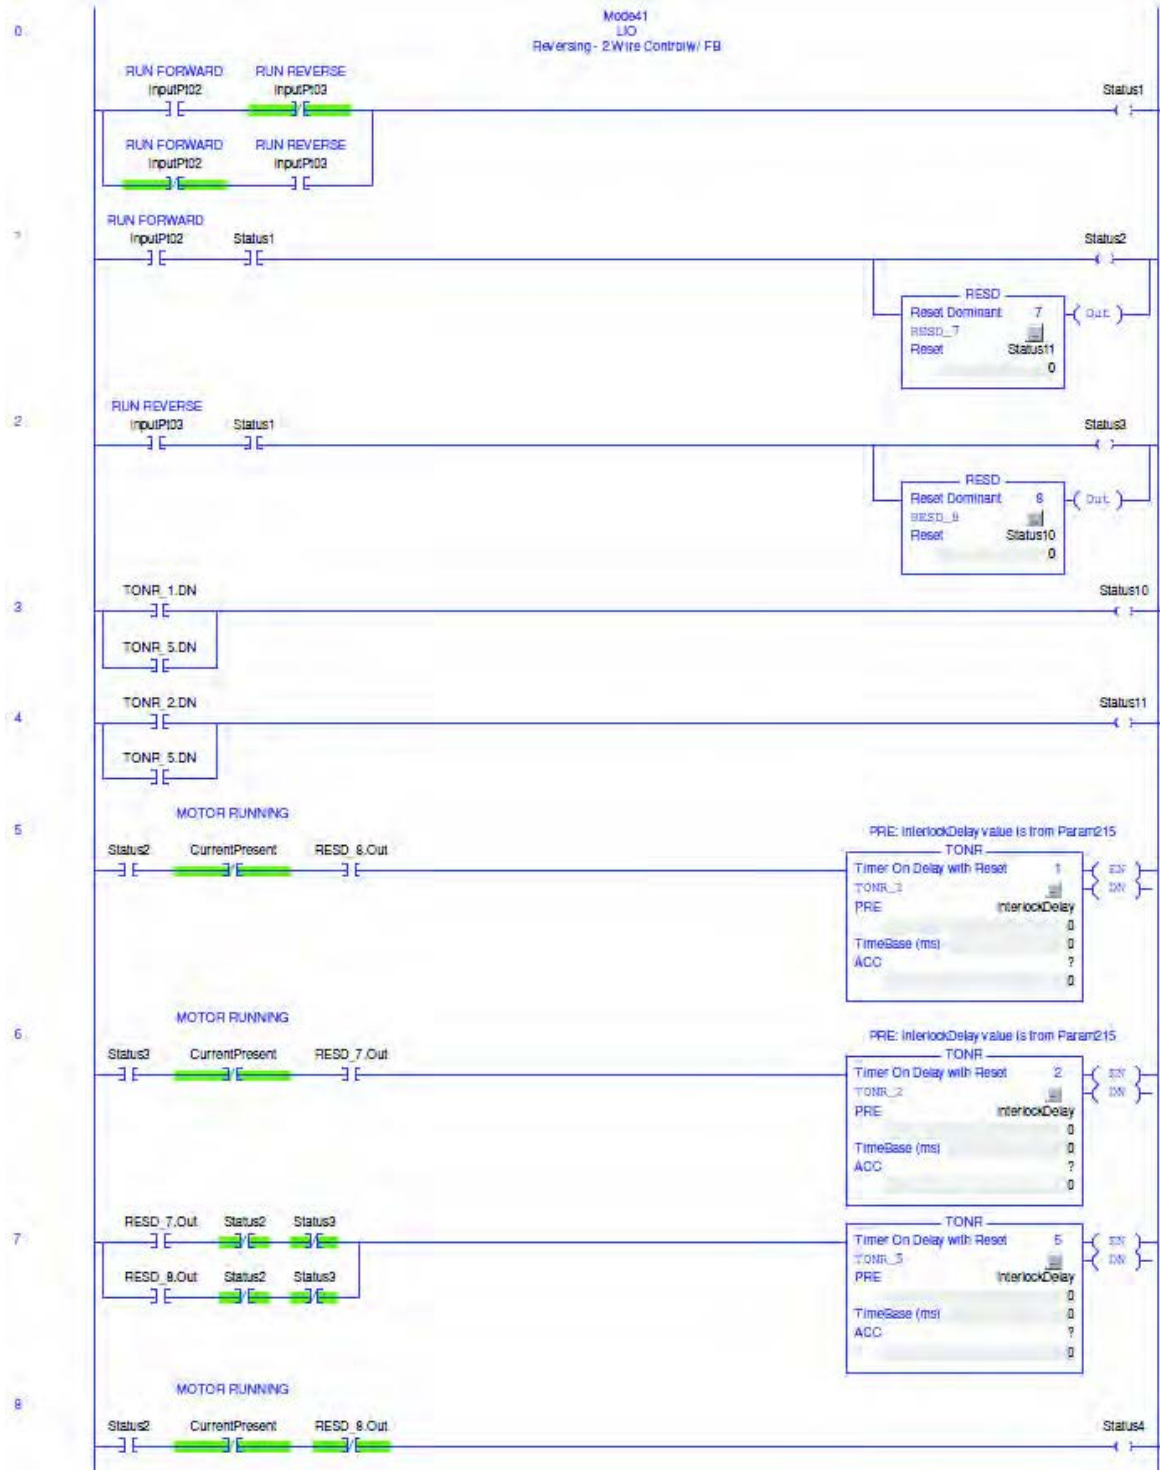 Mode41
LIO
Reversing - 2 Wire Control w/ FB
0
RUN FORWARD RUN REVERSE
InputPt02 InputPt03 Status1
RUN FORWARD RUN REVERSE
InputPt02 InputPt03
RUN FORWARD
InputPt02 Status1 Status2
RESD
Reset Dominant 7 Out
RESD_7
Reset Status11
0
RUN REVERSE
2
InputPt03 Status1 Status3
RESD
Reset Dominant 8 Out
RESD_8
Reset Status10
0
TONR_1.DN Status10
3
TONR_5.DN
TONR_2.DN Status11
4
TONR_5.DN
MOTOR RUNNING
5
PRE: InterlockDelay value is from Param215
Status2 CurrentPresent RESD_8.Out TONR
Timer On Delay with Reset 1 EN
TONR_1 DN
PRE InterlockDelay
0
TimeBase (ms) 0
ACC ?
0
MOTOR RUNNING
6
PRE: InterlockDelay value is from Param215
Status3 CurrentPresent RESD_7.Out TONR
Timer On Delay with Reset 2 EN
TONR_2 DN
PRE InterlockDelay
0
TimeBase (ms) 0
ACC ?
0
RESD_7.Out Status2 Status3 TONR
7
Timer On Delay with Reset 5 EN
TONR_5 DN
RESD_8.Out Status2 Status3 PRE InterlockDelay
0
TimeBase (ms) 0
ACC ?
0
MOTOR RUNNING
8
Status2 CurrentPresent RESD_8.Out Status4